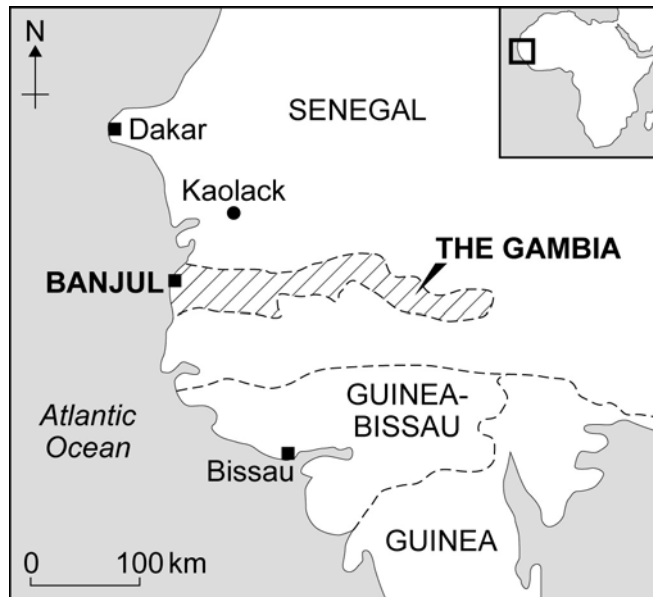 N
SENEGAL
Dakar
Kaolack
THE GAMBIA
BANJUL
GUINEA-
BISSAU
Atlantic
Ocean
Bissau
GUINEA
0 100 km